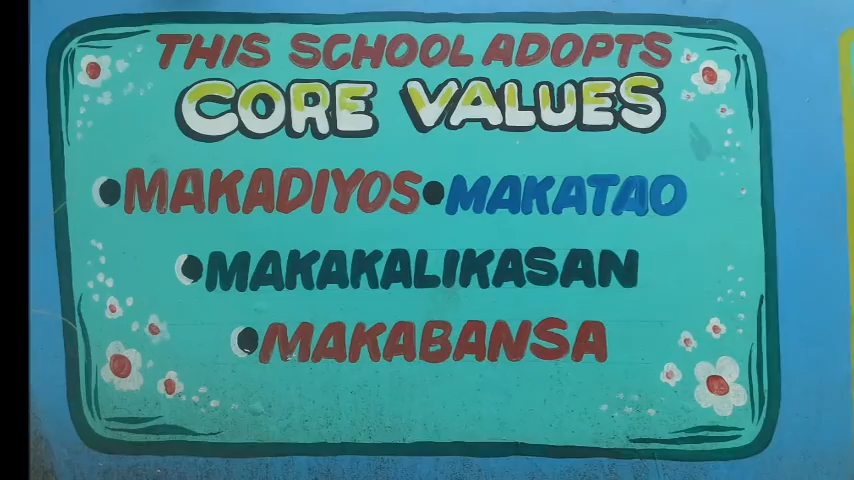 THIS SCHOOL ADOPTS
CORE VALUES
•MAKADIYOS •MAKATAO
•MAKAKALIKASAN
•MAKABANSA